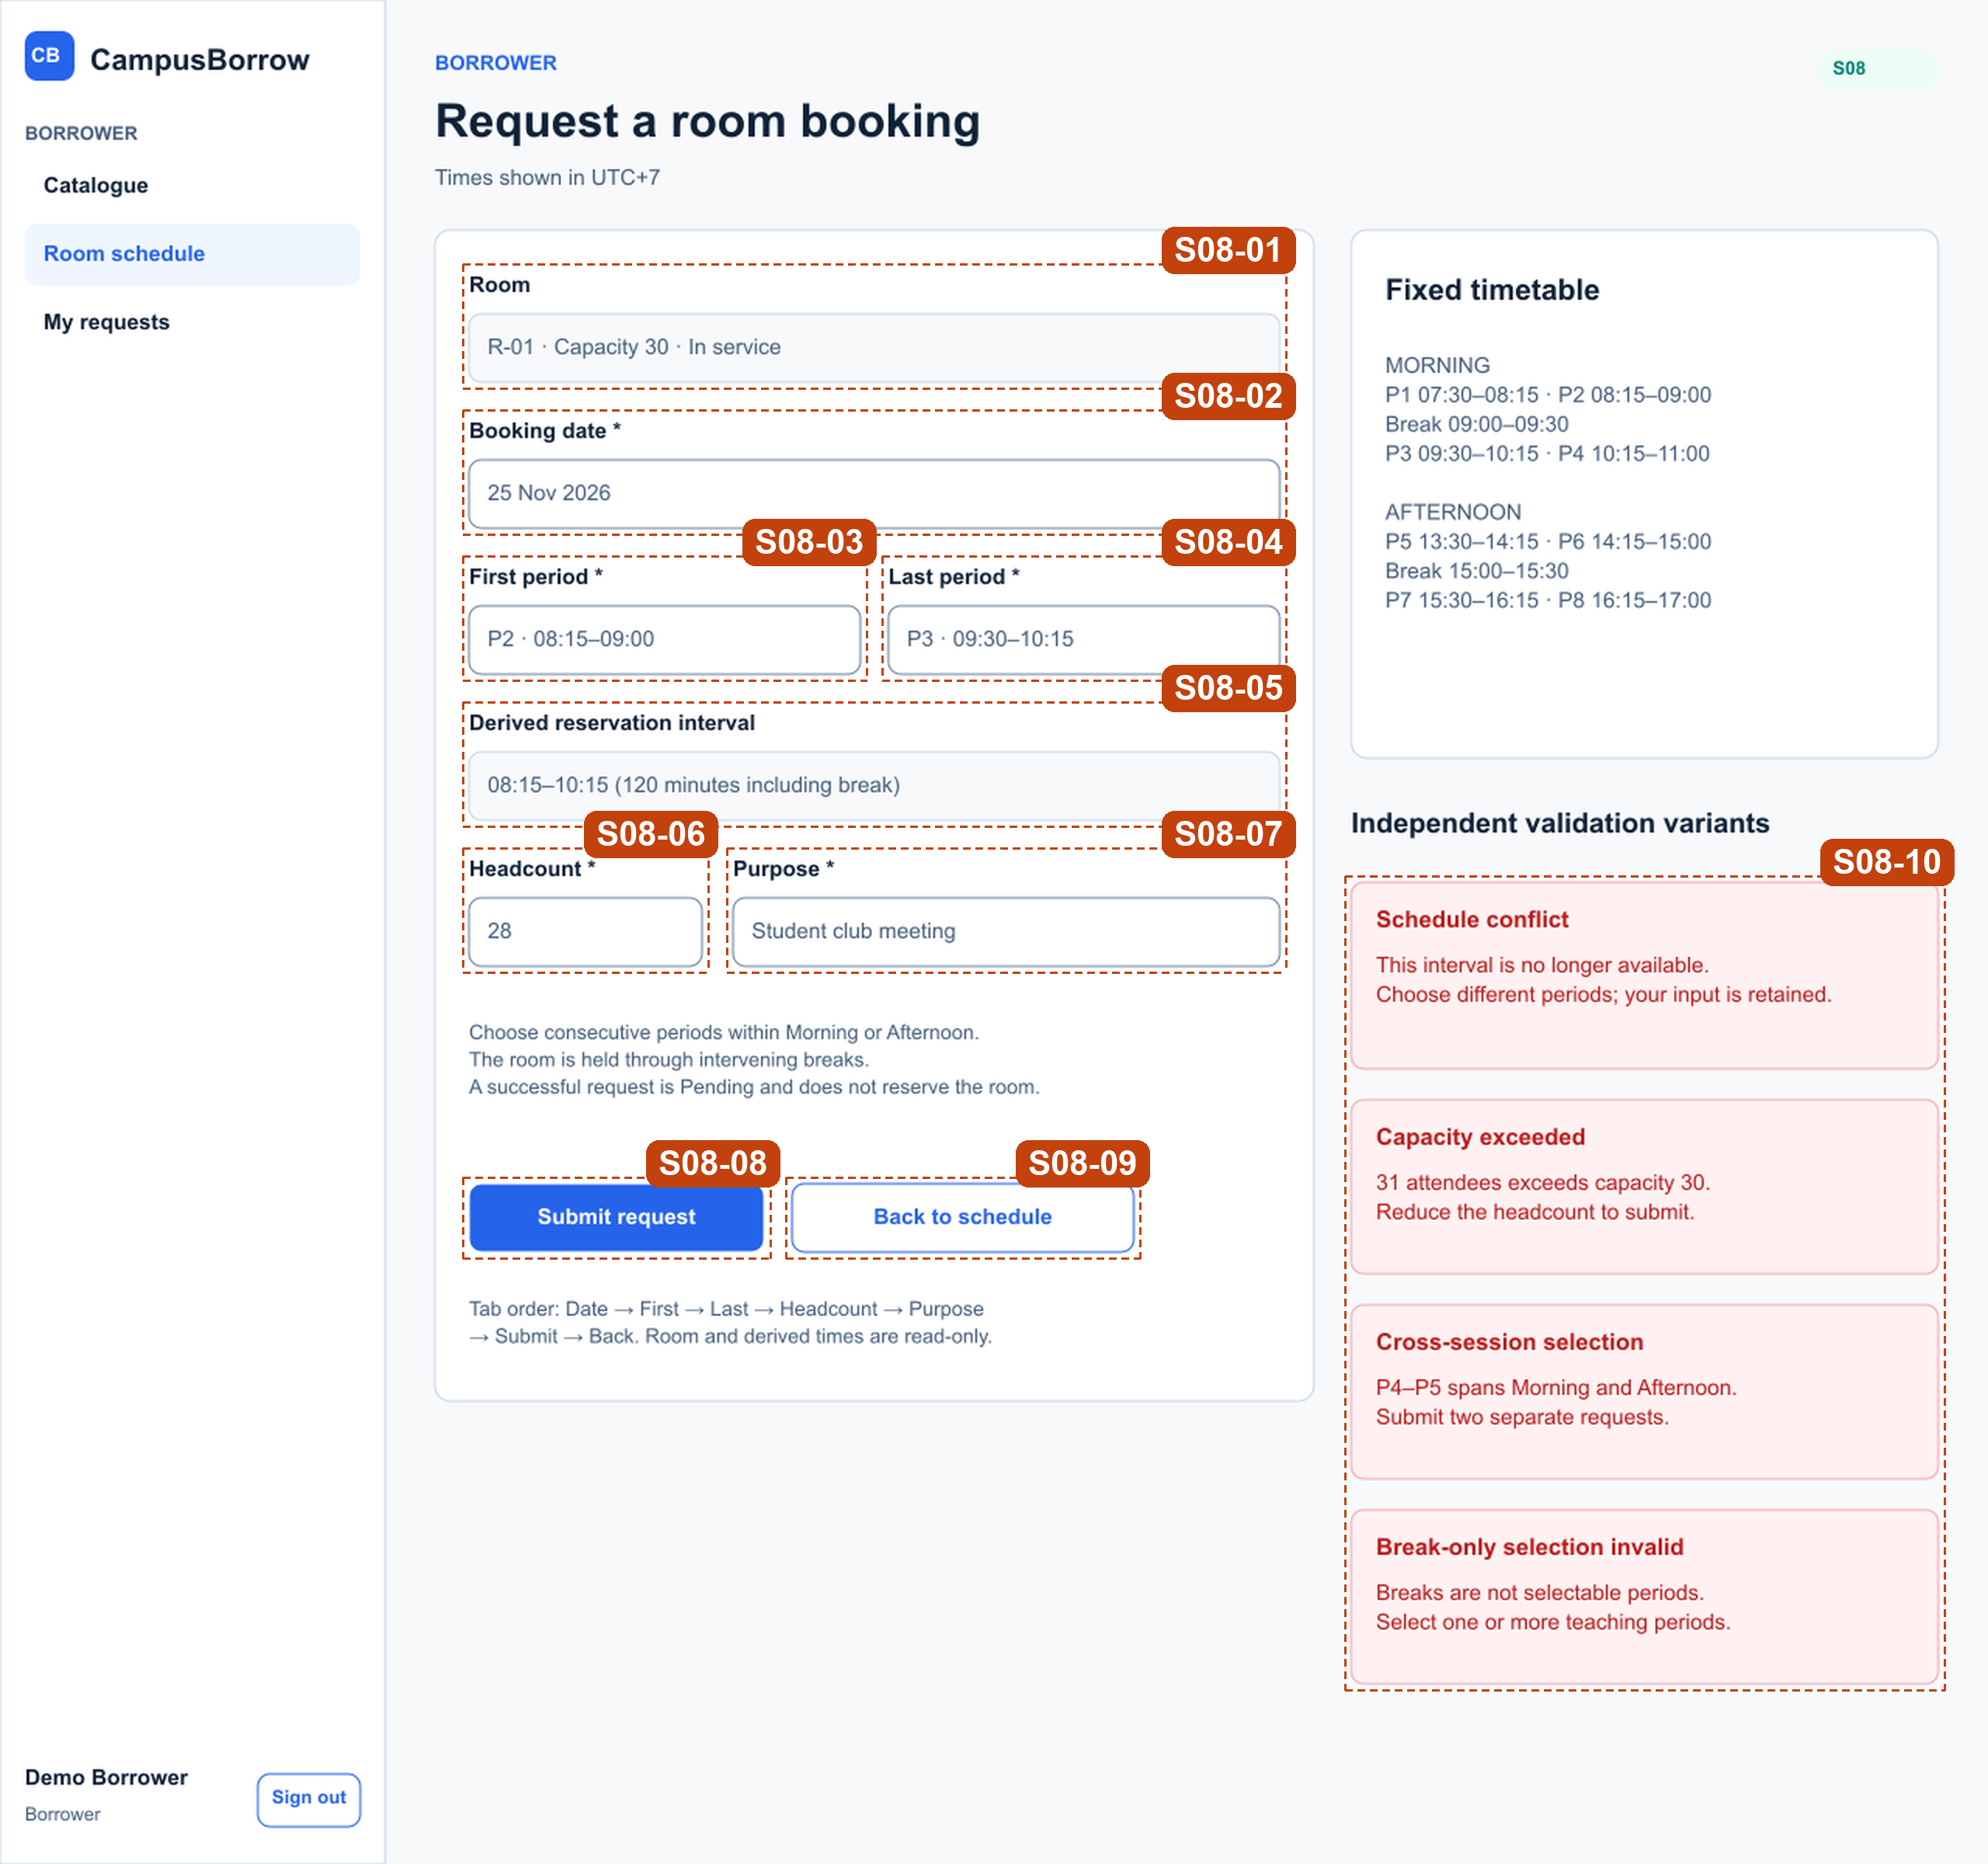 CB
CampusBorrow
BORROWER
Catalogue
Room schedule
My requests
Demo Borrower
Borrower
Sign out
BORROWER
S08
Request a room booking
Times shown in UTC+7
S08-01
Room
R-01 · Capacity 30 · In service
S08-02
Booking date *
25 Nov 2026
S08-03
First period *
P2 · 08:15–09:00
S08-04
Last period *
P3 · 09:30–10:15
S08-05
Derived reservation interval
08:15–10:15 (120 minutes including break)
S08-06
Headcount *
28
S08-07
Purpose *
Student club meeting
Choose consecutive periods within Morning or Afternoon.
The room is held through intervening breaks.
A successful request is Pending and does not reserve the room.
S08-08
Submit request
S08-09
Back to schedule
Tab order: Date → First → Last → Headcount → Purpose
→ Submit → Back. Room and derived times are read-only.
Fixed timetable
MORNING
P1 07:30–08:15 · P2 08:15–09:00
Break 09:00–09:30
P3 09:30–10:15 · P4 10:15–11:00
AFTERNOON
P5 13:30–14:15 · P6 14:15–15:00
Break 15:00–15:30
P7 15:30–16:15 · P8 16:15–17:00
Independent validation variants
S08-10
Schedule conflict
This interval is no longer available.
Choose different periods; your input is retained.
Capacity exceeded
31 attendees exceeds capacity 30.
Reduce the headcount to submit.
Cross-session selection
P4–P5 spans Morning and Afternoon.
Submit two separate requests.
Break-only selection invalid
Breaks are not selectable periods.
Select one or more teaching periods.